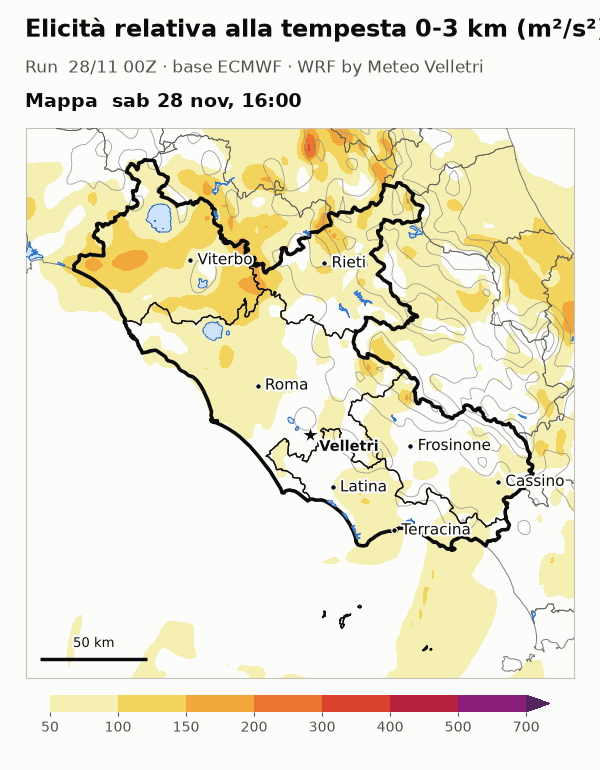 Elicità relativa alla tempesta 0-3 km (m²/s²)
Run 28/11 00Z · base ECMWF · WRF by Meteo Velletri
Mappa sab 28 nov, 16:00
Viterbo
Rieti
Roma
Velletri
Frosinone
Latina
Cassino
Terracina
50 km
50 100 150 200 300 400 500 700